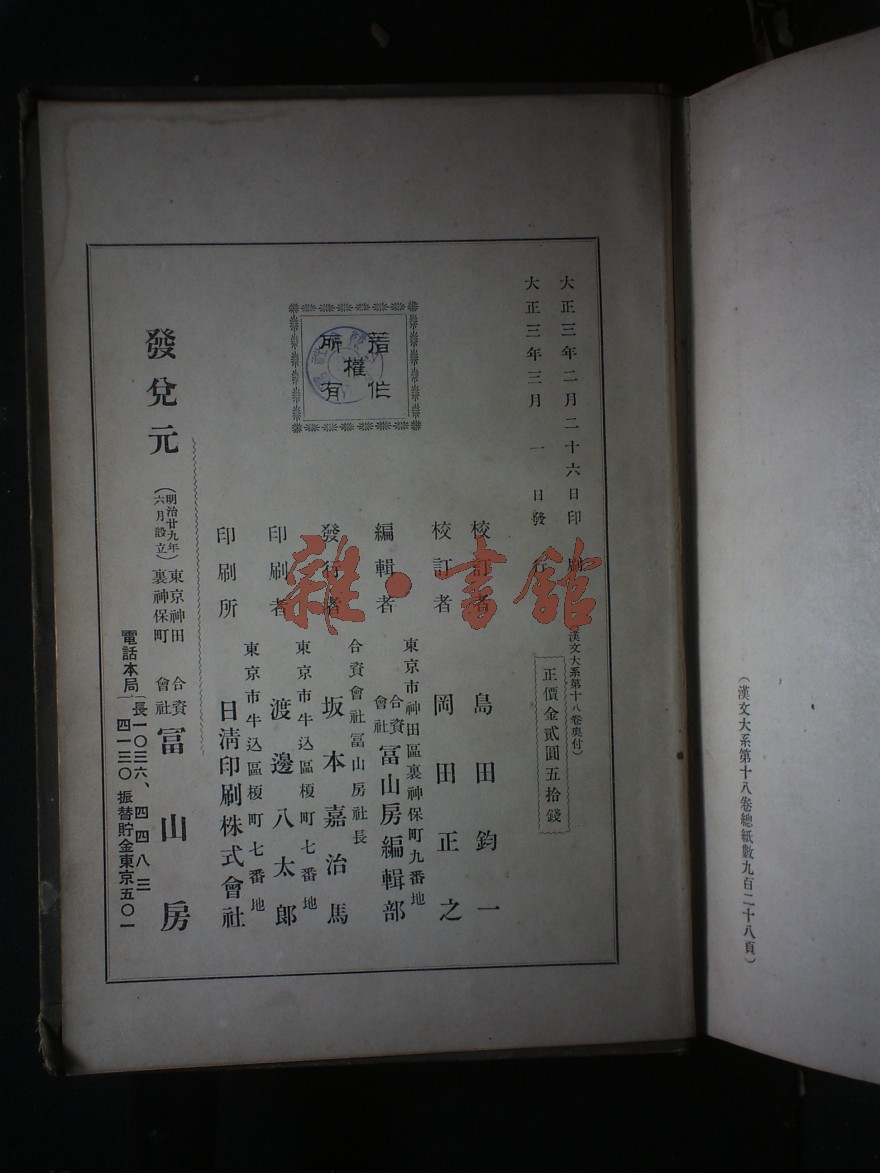 (漢文大系第十八卷總紙數九百二十八頁)
大正三年二月二十六日印刷
(漢文大系第十八卷奥付)
大正三年三月一日發行
正價金貳圓五拾錢
著作權所有
校訂者 島田鈞一
校訂者 岡田正之
東京市神田區裏神保町九番地
編輯者 合資會社冨山房編輯部
合資會社冨山房社長
發行者 坂本嘉治馬
東京市牛込區榎町七番地
印刷者 渡邊八太郎
東京市牛込區榎町七番地
印刷所 日淸印刷株式會社
發兌元 (明治廿九年六月設立) 東京神田裏神保町 合資會社 冨山房
電話本局 (長一〇三六、四四八三 四一三〇 振替貯金東京五〇一
雜·書館